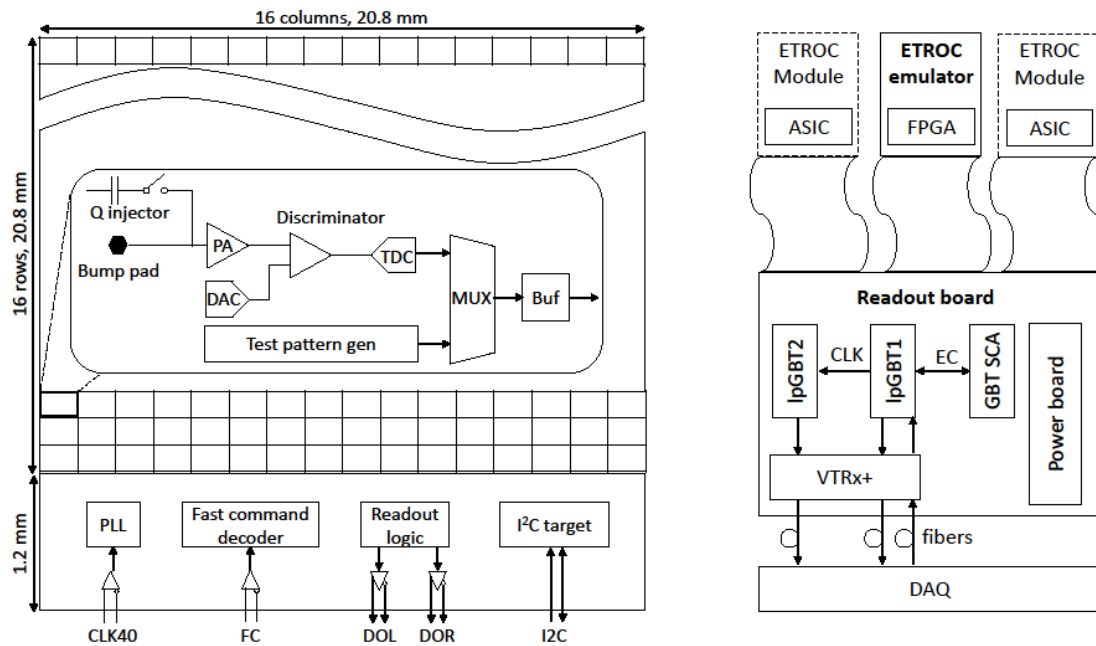 16 columns, 20.8 mm
16 rows, 20.8 mm
Q injector
Bump pad
PA
Discriminator
DAC
TDC
MUX
Buf
Test pattern gen
1.2 mm
PLL
Fast command
decoder
Readout
logic
I²C target
CLK40
FC
DOL
DOR
I2C
ETROC
Module
ASIC
ETROC
emulator
FPGA
ETROC
Module
ASIC
Readout board
lpGBT2
CLK
lpGBT1
EC
GBT SCA
Power board
VTRx+
fibers
DAQ